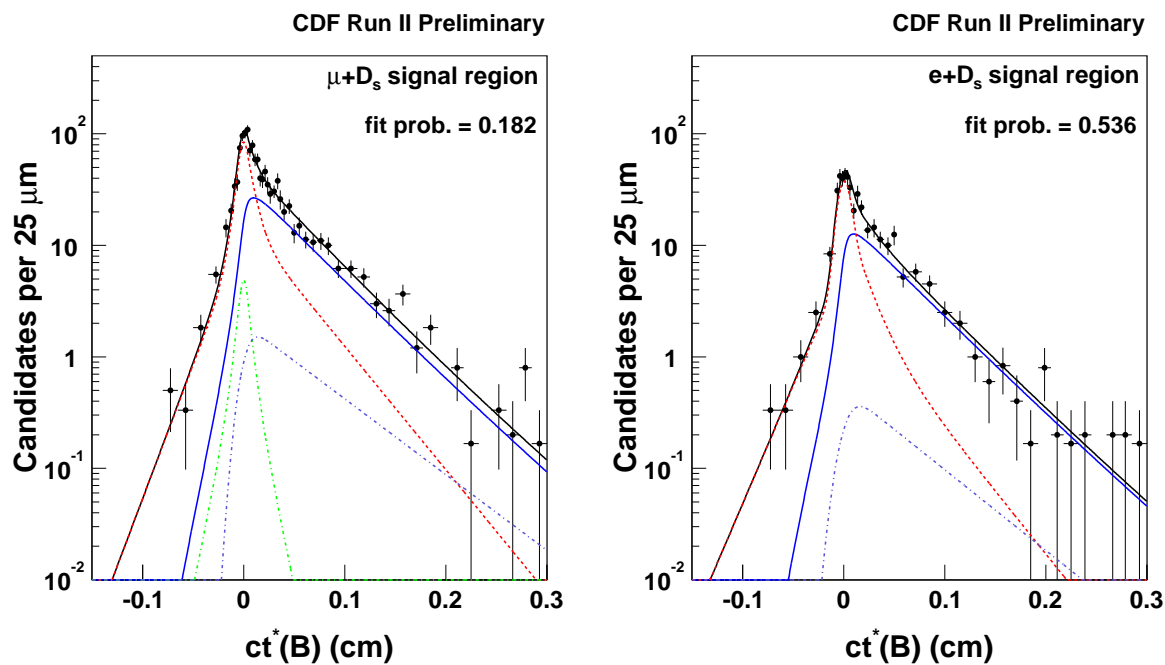 CDF Run II Preliminary
μ+Dₛ signal region
fit prob. = 0.182
Candidates per 25 μm
10²
10
1
10⁻¹
10⁻²
-0.1 0 0.1 0.2 0.3
ct*(B) (cm)
CDF Run II Preliminary
e+Dₛ signal region
fit prob. = 0.536
Candidates per 25 μm
10²
10
1
10⁻¹
10⁻²
-0.1 0 0.1 0.2 0.3
ct*(B) (cm)